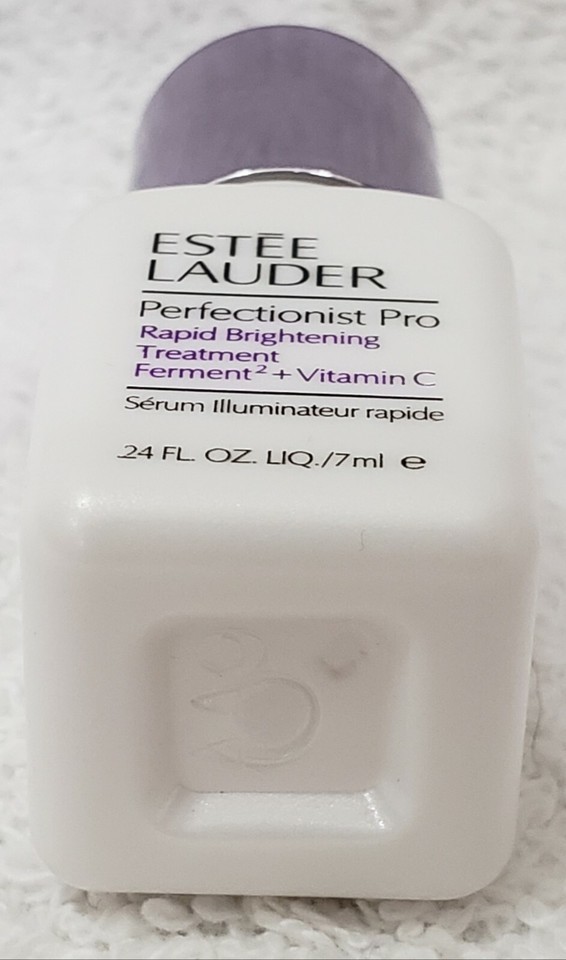 ESTĒE
LAUDER
Perfectionist Pro
Rapid Brightening
Treatment
Ferment² + Vitamin C
Sérum Illuminateur rapide
.24 FL. OZ. LIQ./7ml ℮